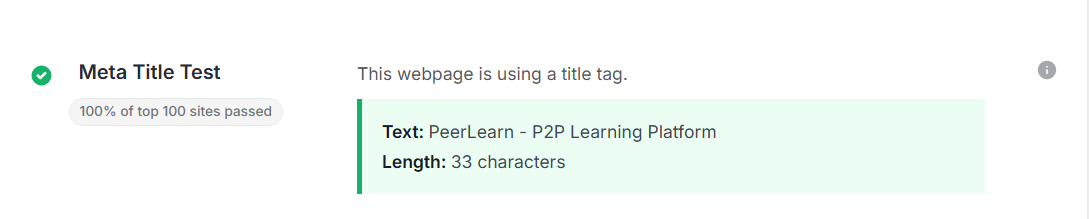 Meta Title Test
100% of top 100 sites passed
This webpage is using a title tag.
Text: PeerLearn - P2P Learning Platform
Length: 33 characters